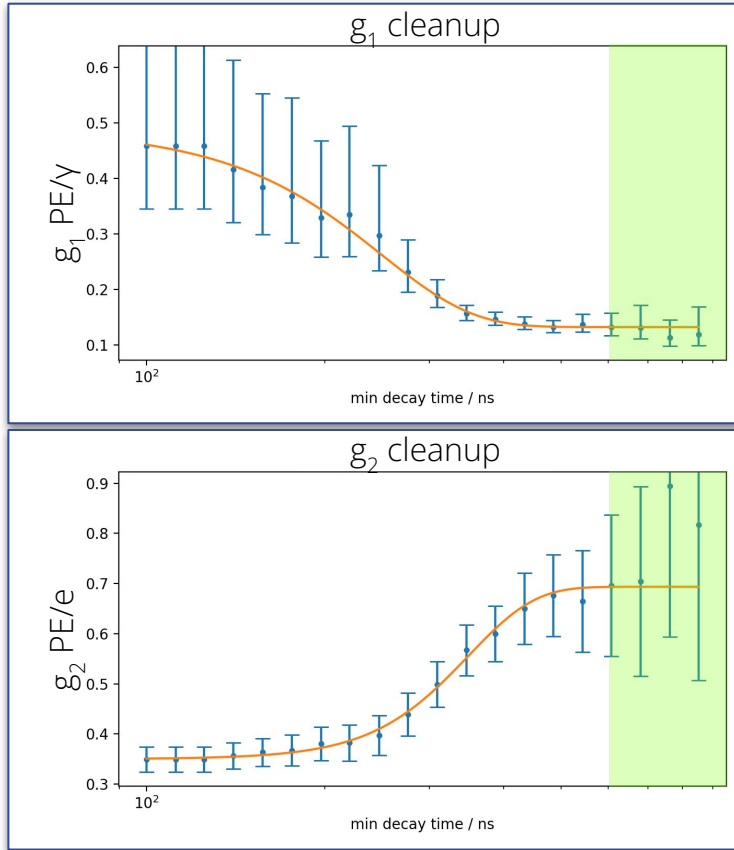 g₁ cleanup
0.6
0.5
0.4
0.3
0.2
0.1
g₁ PE/γ
10²
min decay time / ns
g₂ cleanup
0.9
0.8
0.7
0.6
0.5
0.4
0.3
g₂ PE/e
10²
min decay time / ns